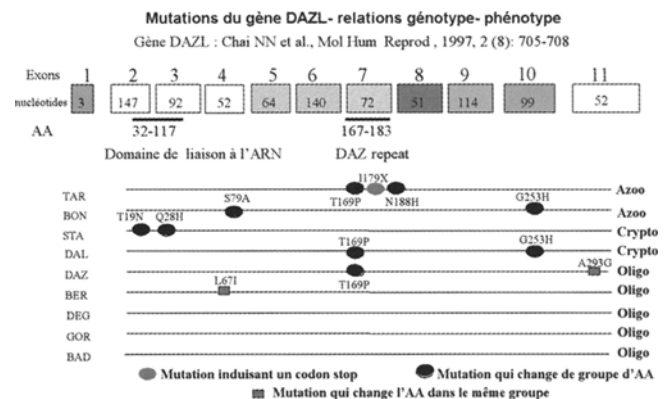 Mutations du gène DAZL- relations génotype- phénotype
Gène DAZL : Chai NN et al., Mol Hum Reprod , 1997, 2 (8): 705-708
Exons 1 2 3 4 5 6 7 8 9 10 11
nucléotides 3 147 92 52 64 140 72 51 114 99 52
AA 32-117 167-183
Domaine de liaison à l'ARN DAZ repeat
I179X
TAR T169P N188H Azoo
S79A G253H
BON Azoo
T19N Q28H
STA Crypto
T169P G253H
DAL Crypto
A293G
DAZ T169P Oligo
L67I
BER Oligo
DEG Oligo
GOR Oligo
BAD Oligo
Mutation induisant un codon stop Mutation qui change de groupe d'AA
Mutation qui change l'AA dans le même groupe